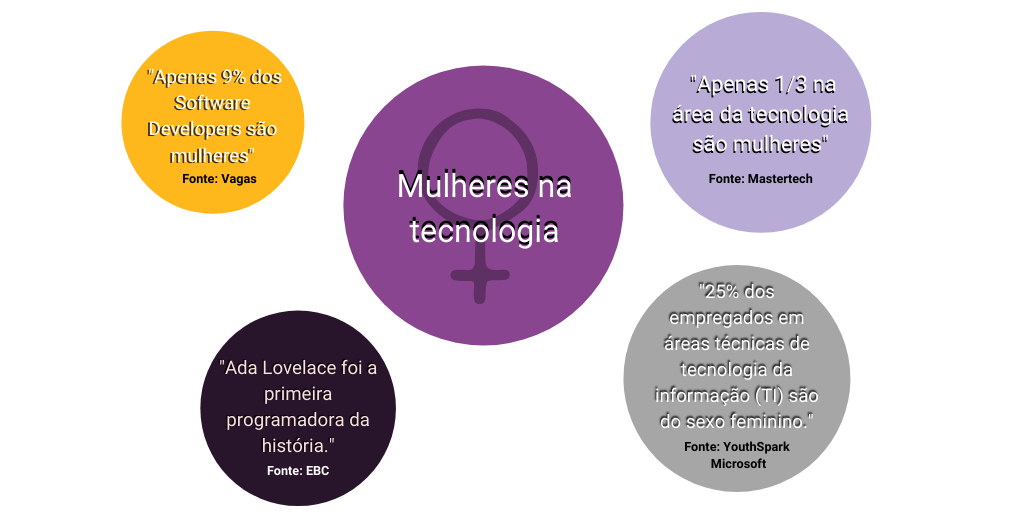 "Apenas 9% dos
Software
Developers são
mulheres"
Fonte: Vagas
Mulheres na
tecnologia
"Apenas 1/3 na
área da tecnologia
são mulheres"
Fonte: Mastertech
"Ada Lovelace foi a
primeira
programadora da
história."
Fonte: EBC
"25% dos
empregados em
áreas técnicas de
tecnologia da
informação (TI) são
do sexo feminino."
Fonte: YouthSpark
Microsoft